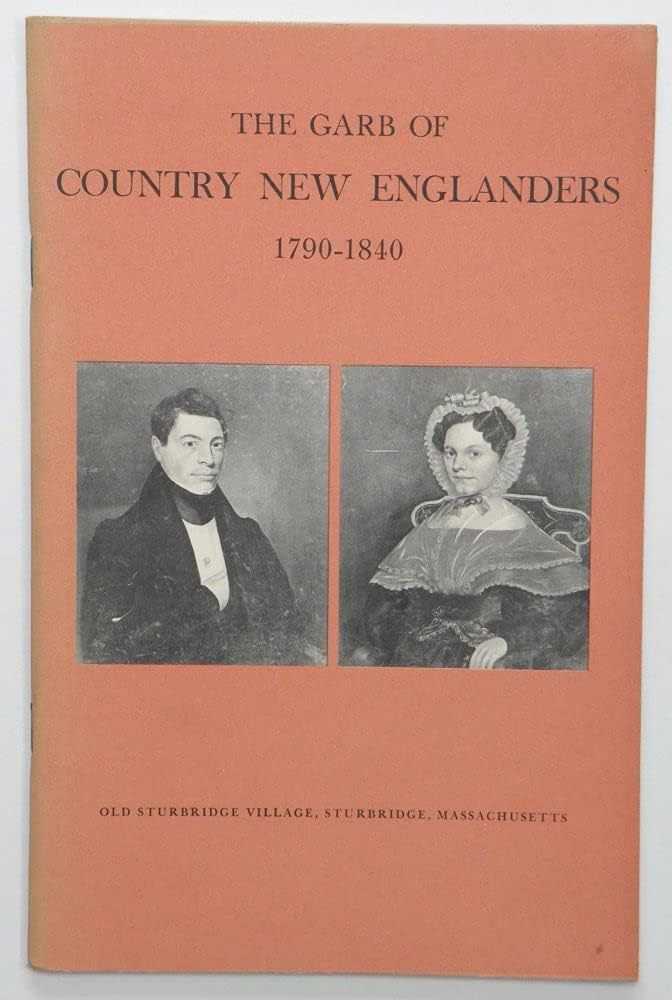 THE GARB OF
COUNTRY NEW ENGLANDERS
1790-1840
OLD STURBRIDGE VILLAGE, STURBRIDGE, MASSACHUSETTS